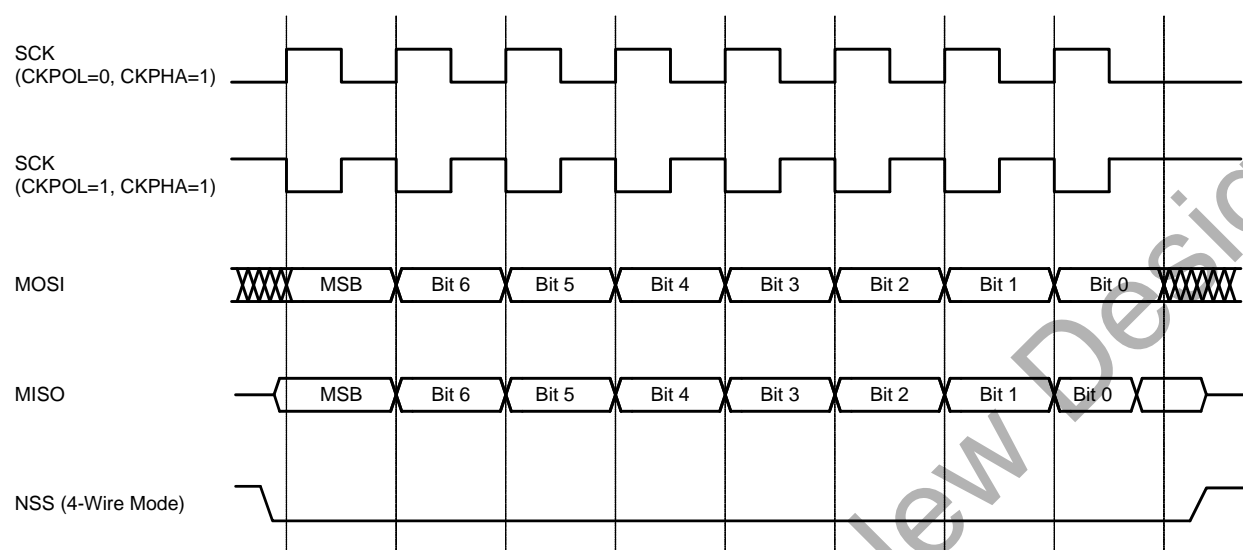 SCK
(CKPOL=0, CKPHA=1)
SCK
(CKPOL=1, CKPHA=1)
MOSI
MSB Bit 6 Bit 5 Bit 4 Bit 3 Bit 2 Bit 1 Bit 0
MISO
MSB Bit 6 Bit 5 Bit 4 Bit 3 Bit 2 Bit 1 Bit 0
NSS (4-Wire Mode)